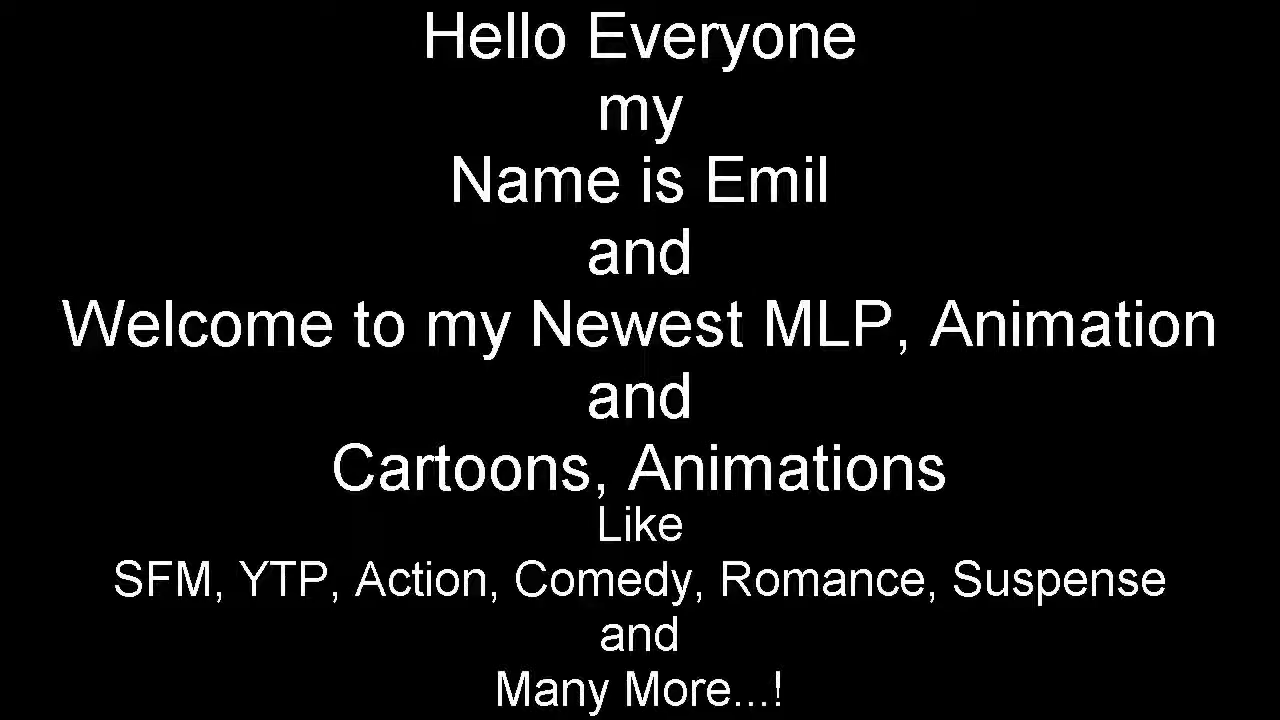 Hello Everyone
my
Name is Emil
and
Welcome to my Newest MLP, Animation
and
Cartoons, Animations
Like
SFM, YTP, Action, Comedy, Romance, Suspense
and
Many More...!